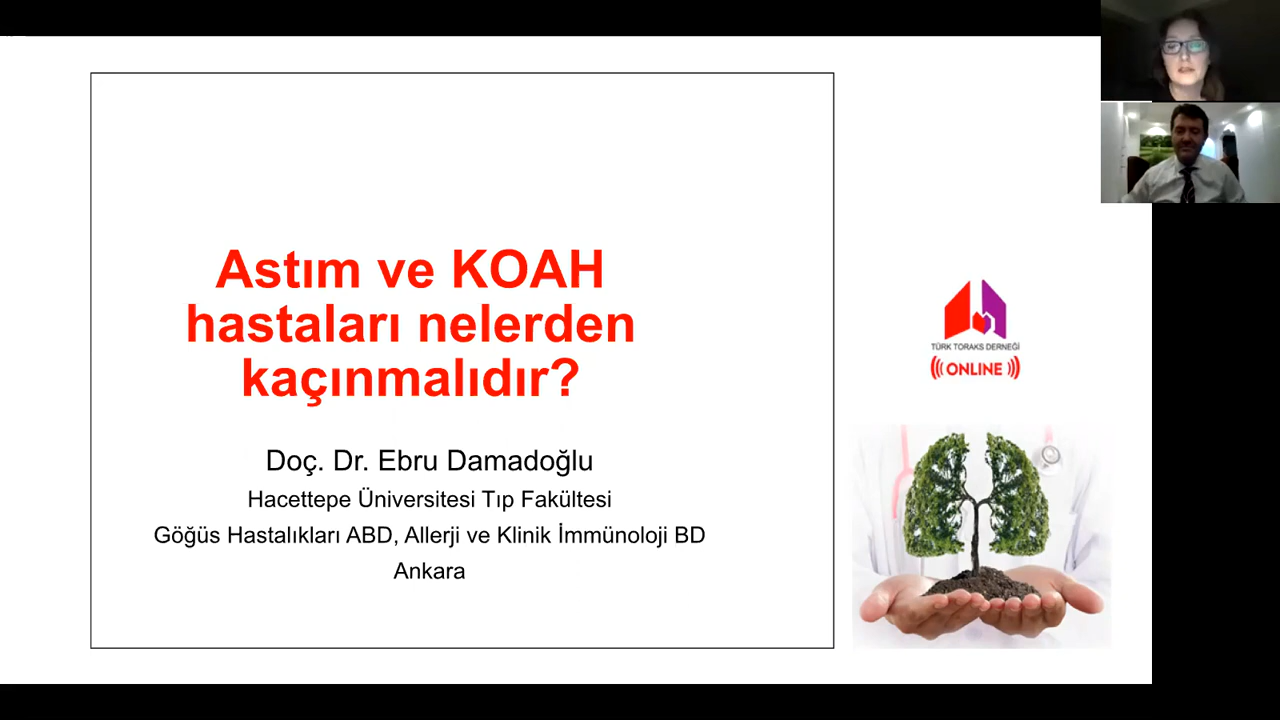 Astım ve KOAH
hastaları nelerden
kaçınmalıdır?
Doç. Dr. Ebru Damadoğlu
Hacettepe Üniversitesi Tıp Fakültesi
Göğüs Hastalıkları ABD, Allerji ve Klinik İmmünoloji BD
Ankara
TÜRK TORAKS DERNEĞİ
ONLINE